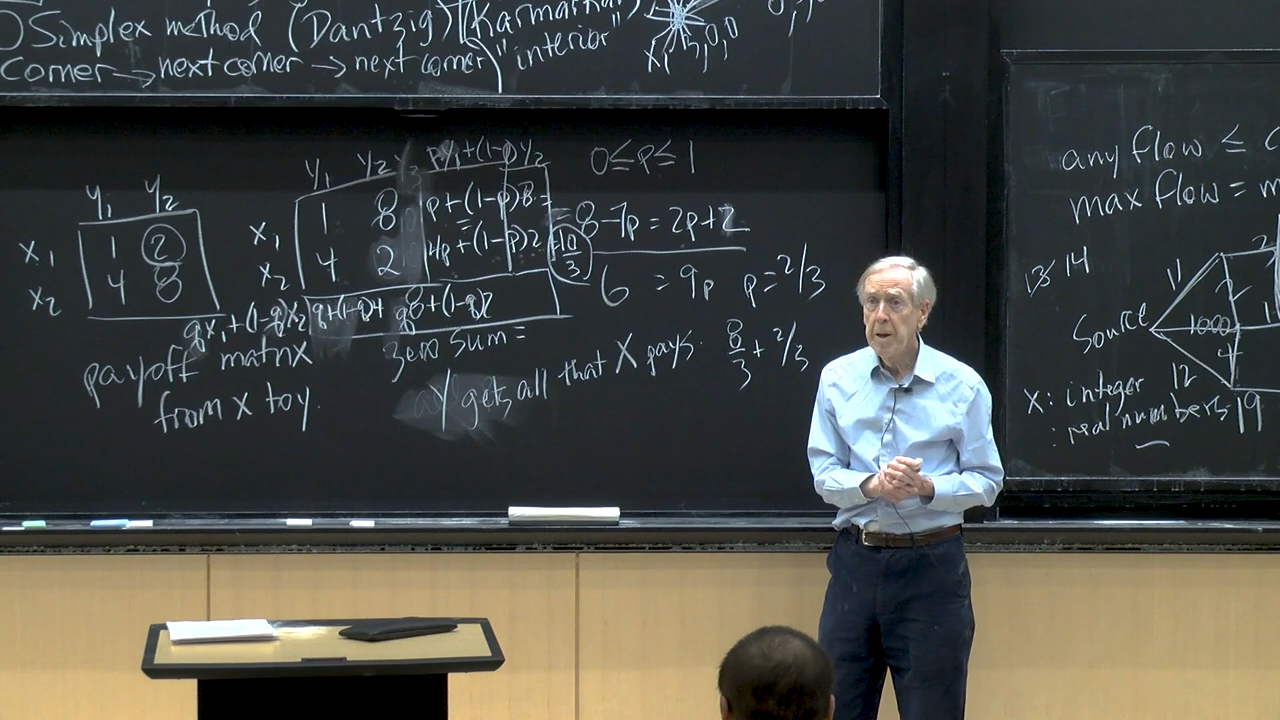 Simplex method (Dantzig) (Karmarkar)
corner → next corner → next corner) "interior"
y₁ y₂
x₁ 1 2
x₂ 4 8
payoff matrix
from x to y.
y₁ y₂ y₃ py₁+(1-p)y₂
x₁ 1 8 p+(1-p)8=
x₂ 4 2 4p+(1-p)2 10/3
qx₁+(1-q)x₂ q+(1-q)4 q8+(1-q)2
zero sum =
Y gets all that X pays.
0≤p≤1
=8-7p=2p+2
6 = 9p p=2/3
8/3+2/3
any flow ≤
max flow =
13 14
Source
11
1000
12
19
x: integer
: real numbers